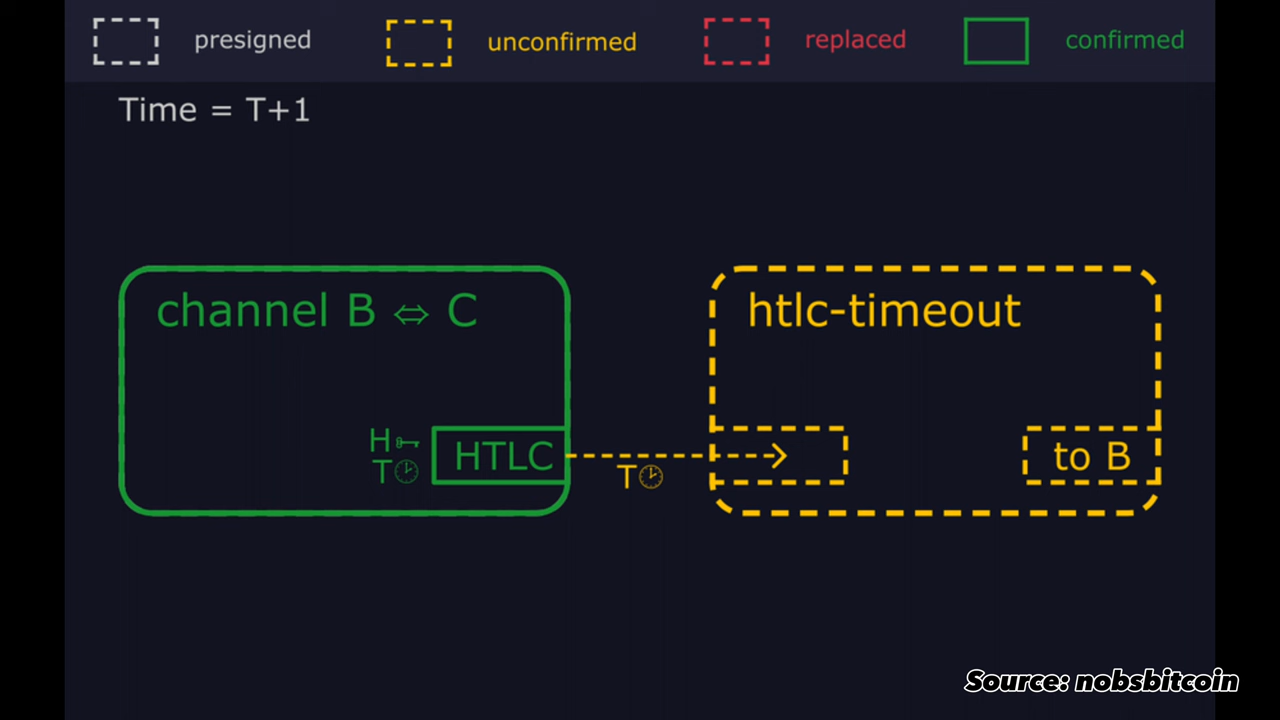 presigned
unconfirmed
replaced
confirmed
Time = T+1
channel B ⇔ C
htlc-timeout
H
T
HTLC
T
to B
Source: nobsbitcoin